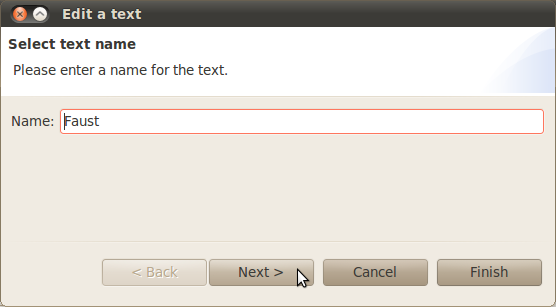 Edit a text
Select text name
Please enter a name for the text.
Name: Faust
< Back Next > Cancel Finish